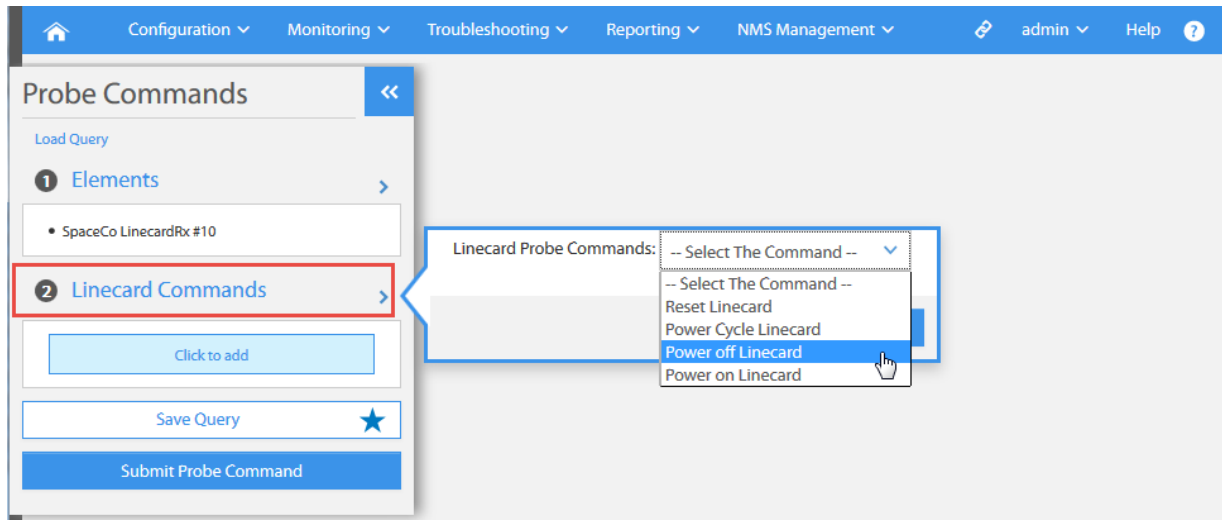 Configuration Monitoring Troubleshooting Reporting NMS Management admin Help ?
Probe Commands
Load Query
1 Elements
• SpaceCo LinecardRx #10
2 Linecard Commands
Click to add
Save Query
Submit Probe Command
Linecard Probe Commands: -- Select The Command --
-- Select The Command --
Reset Linecard
Power Cycle Linecard
Power off Linecard
Power on Linecard